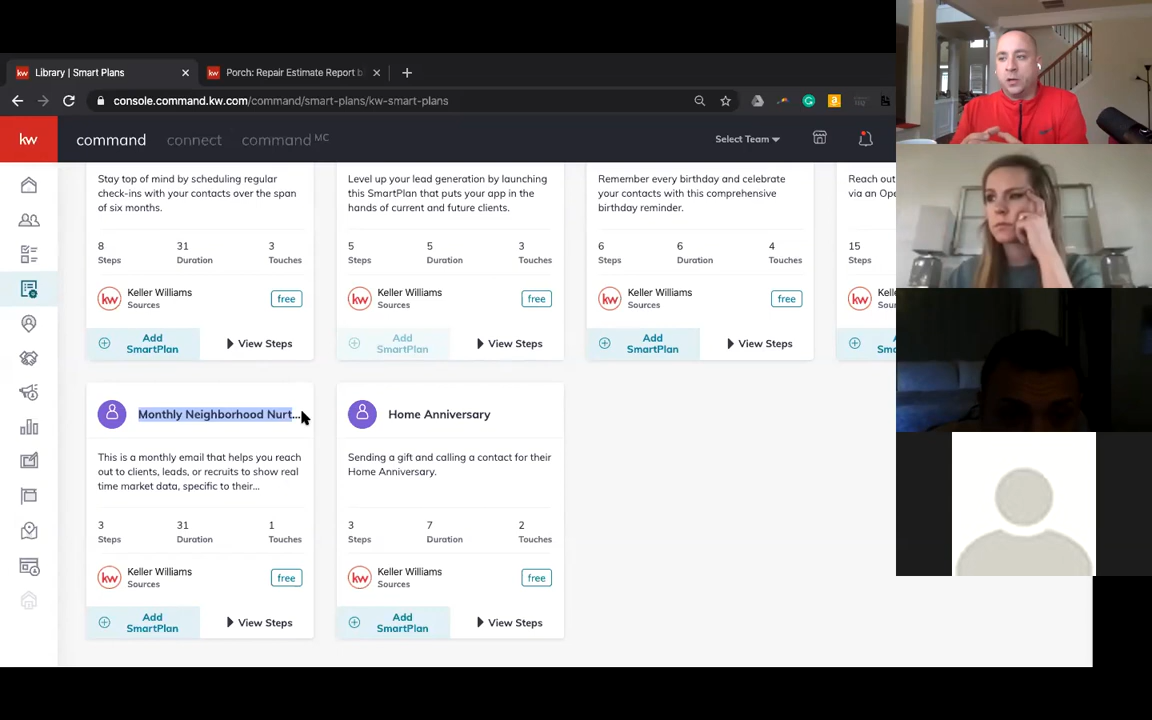 Library | Smart Plans
Porch: Repair Estimate Report b
console.command.kw.com/command/smart-plans/kw-smart-plans
kw
command
connect
command MC
Select Team
Stay top of mind by scheduling regular
check-ins with your contacts over the span
of six months.
8 31 3
Steps Duration Touches
kw Keller Williams
Sources
free
Add
SmartPlan
View Steps
Level up your lead generation by launching
this SmartPlan that puts your app in the
hands of current and future clients.
5 5 3
Steps Duration Touches
kw Keller Williams
Sources
free
Add
SmartPlan
View Steps
Remember every birthday and celebrate
your contacts with this comprehensive
birthday reminder.
6 6 4
Steps Duration Touches
kw Keller Williams
Sources
free
Add
SmartPlan
View Steps
Reach out
via an Ope
15
Steps
kw
Monthly Neighborhood Nurt...
This is a monthly email that helps you reach
out to clients, leads, or recruits to show real
time market data, specific to their...
3 31 1
Steps Duration Touches
kw Keller Williams
Sources
free
Add
SmartPlan
View Steps
Home Anniversary
Sending a gift and calling a contact for their
Home Anniversary.
3 7 2
Steps Duration Touches
kw Keller Williams
Sources
free
Add
SmartPlan
View Steps